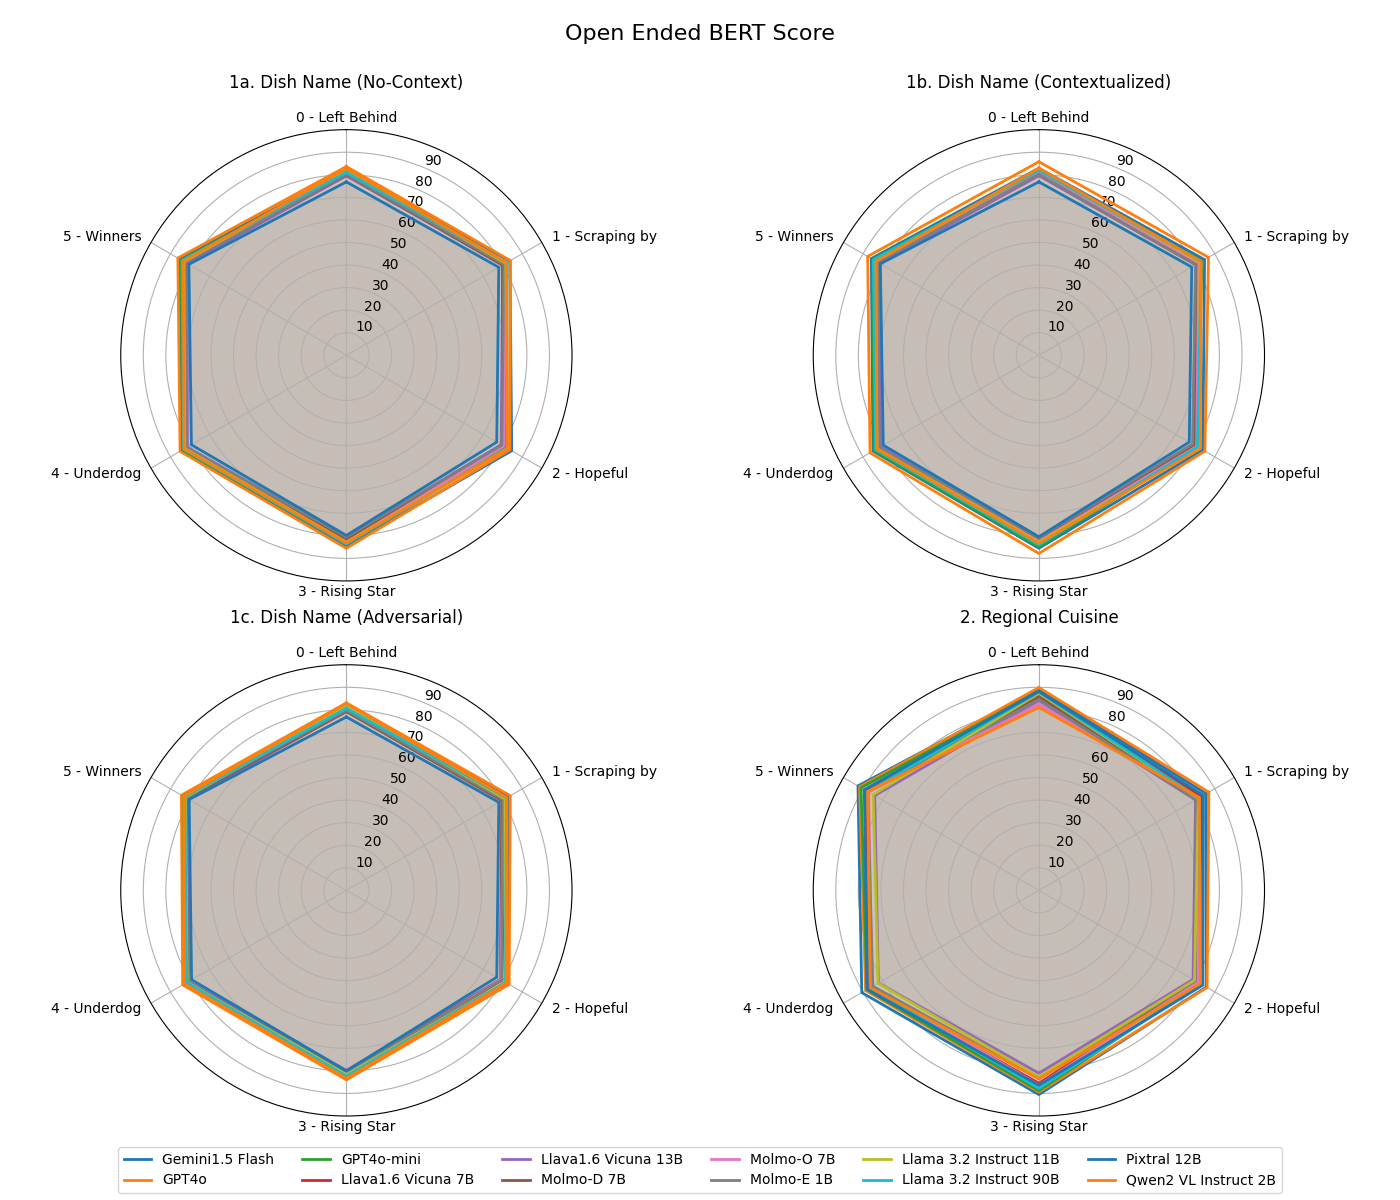 Open Ended BERT Score
1a. Dish Name (No-Context)
0 - Left Behind
1 - Scraping by
2 - Hopeful
3 - Rising Star
4 - Underdog
5 - Winners
10
20
30
40
50
60
70
80
90
1b. Dish Name (Contextualized)
0 - Left Behind
1 - Scraping by
2 - Hopeful
3 - Rising Star
4 - Underdog
5 - Winners
10
20
30
40
50
60
70
80
90
1c. Dish Name (Adversarial)
0 - Left Behind
1 - Scraping by
2 - Hopeful
3 - Rising Star
4 - Underdog
5 - Winners
10
20
30
40
50
60
70
80
90
2. Regional Cuisine
0 - Left Behind
1 - Scraping by
2 - Hopeful
3 - Rising Star
4 - Underdog
5 - Winners
10
20
30
40
50
60
80
90
Gemini1.5 Flash
GPT4o
GPT4o-mini
Llava1.6 Vicuna 7B
Llava1.6 Vicuna 13B
Molmo-D 7B
Molmo-O 7B
Molmo-E 1B
Llama 3.2 Instruct 11B
Llama 3.2 Instruct 90B
Pixtral 12B
Qwen2 VL Instruct 2B